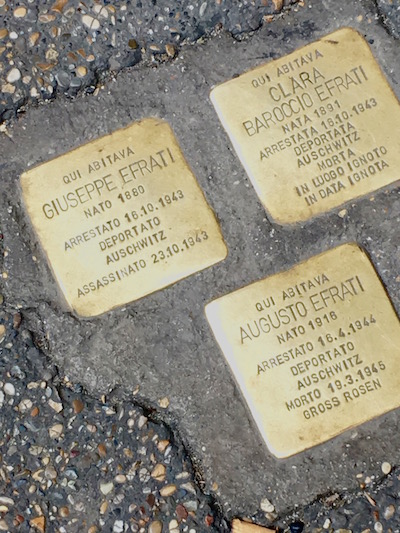 QUI ABITAVA
GIUSEPPE EFRATI
NATO 1860
ARRESTATO 16.10.1943
DEPORTATO
AUSCHWITZ
ASSASSINATO 23.10.1943
QUI ABITAVA
CLARA
BAROCCIO EFRATI
NATA 1891
ARRESTATA 16.10.1943
DEPORTATA
AUSCHWITZ
MORTA
IN LUOGO IGNOTO
IN DATA IGNOTA
QUI ABITAVA
AUGUSTO EFRATI
NATO 1916
ARRESTATO 16.4.1944
DEPORTATO
AUSCHWITZ
MORTO 19.3.1945
GROSS ROSEN